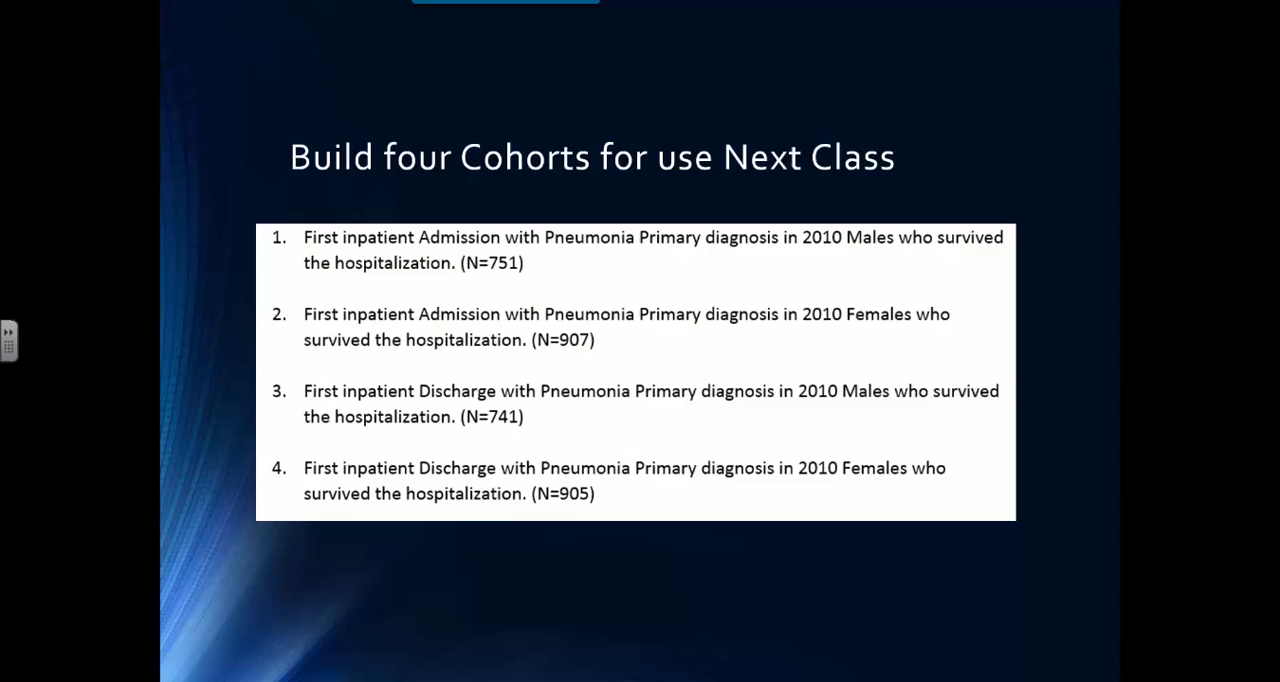 Build four Cohorts for use Next Class
1. First inpatient Admission with Pneumonia Primary diagnosis in 2010 Males who survived
the hospitalization. (N=751)
2. First inpatient Admission with Pneumonia Primary diagnosis in 2010 Females who
survived the hospitalization. (N=907)
3. First inpatient Discharge with Pneumonia Primary diagnosis in 2010 Males who survived
the hospitalization. (N=741)
4. First inpatient Discharge with Pneumonia Primary diagnosis in 2010 Females who
survived the hospitalization. (N=905)